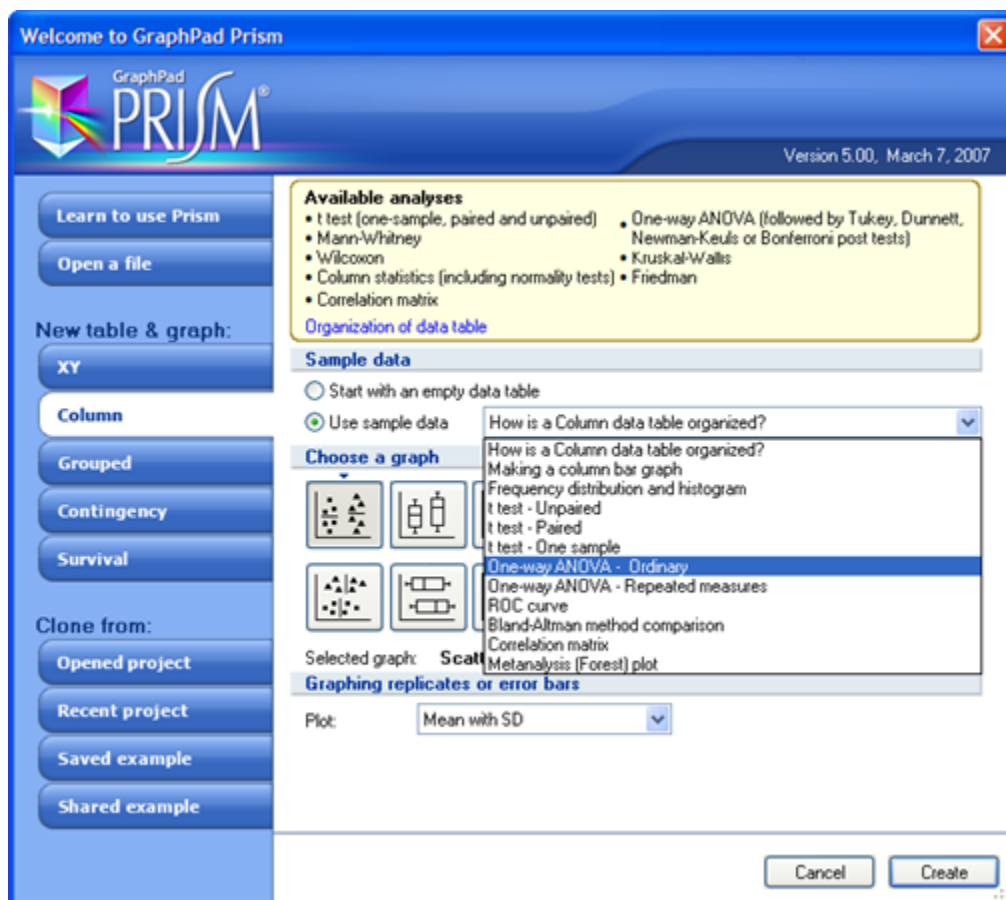 Welcome to GraphPad Prism
GraphPad
PRISM®
Version 5.00, March 7, 2007
Learn to use Prism
Open a file
New table & graph:
XY
Column
Grouped
Contingency
Survival
Clone from:
Opened project
Recent project
Saved example
Shared example
Available analyses
• t test (one-sample, paired and unpaired)
• Mann-Whitney
• Wilcoxon
• Column statistics (including normality tests)
• Correlation matrix
• One-way ANOVA (followed by Tukey, Dunnett,
Newman-Keuls or Bonferroni post tests)
• Kruskal-Wallis
• Friedman
Organization of data table
Sample data
Start with an empty data table
Use sample data
How is a Column data table organized?
How is a Column data table organized?
Making a column bar graph
Frequency distribution and histogram
t test - Unpaired
t test - Paired
t test - One sample
One-way ANOVA - Ordinary
One-way ANOVA - Repeated measures
ROC curve
Bland-Altman method comparison
Correlation matrix
Metanalysis (Forest) plot
Choose a graph
Selected graph: Scatt
Graphing replicates or error bars
Plot: Mean with SD
Cancel
Create